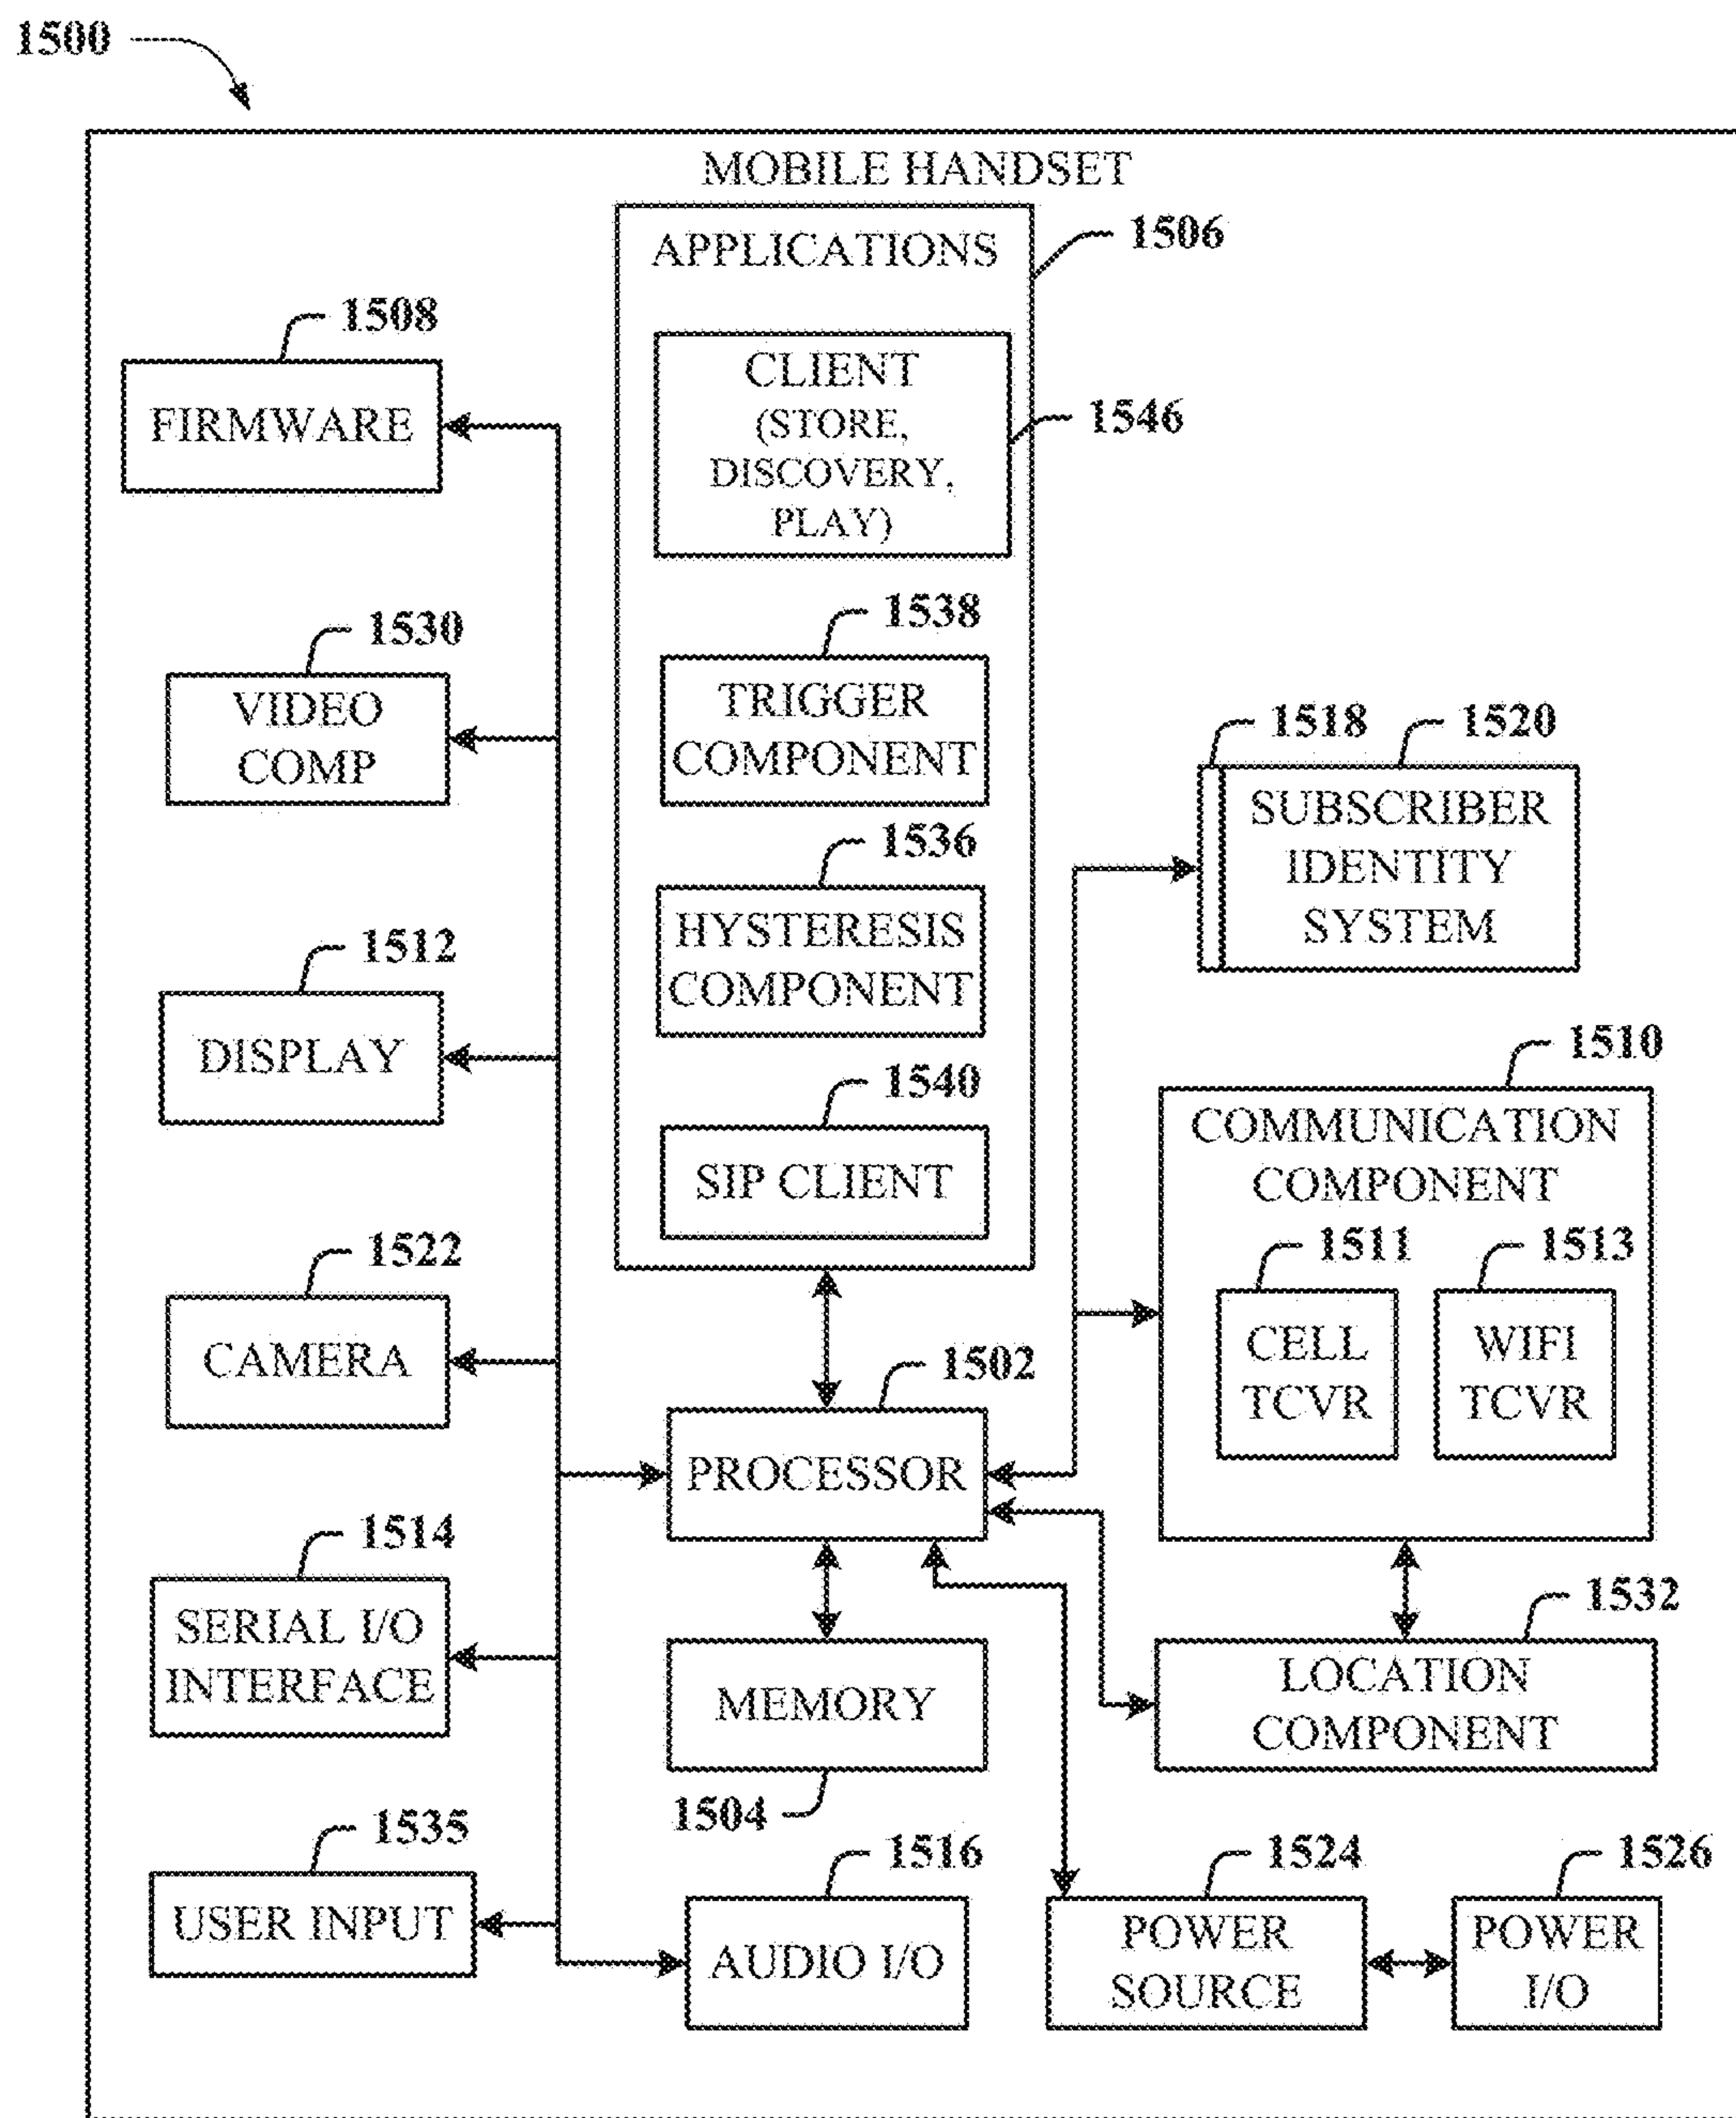 1500
MOBILE HANDSET
APPLICATIONS
1506
CLIENT
(STORE,
DISCOVERY,
PLAY)
1546
1538
TRIGGER
COMPONENT
1536
HYSTERESIS
COMPONENT
1540
SIP CLIENT
1508
FIRMWARE
1530
VIDEO
COMP
1512
DISPLAY
1522
CAMERA
1514
SERIAL I/O
INTERFACE
1535
USER INPUT
1502
PROCESSOR
MEMORY
1504
1516
AUDIO I/O
1518
1520
SUBSCRIBER
IDENTITY
SYSTEM
1510
COMMUNICATION
COMPONENT
1511
CELL
TCVR
1513
WIFI
TCVR
1532
LOCATION
COMPONENT
1524
POWER
SOURCE
1526
POWER
I/O